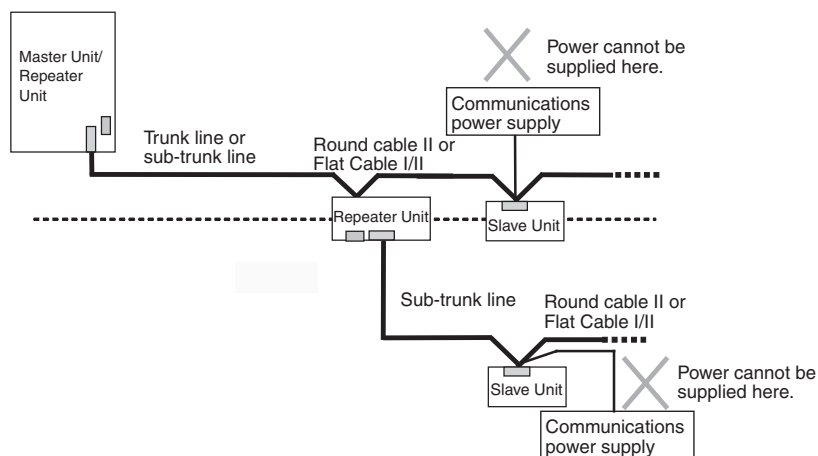 Master Unit/
Repeater
Unit
Power cannot be
supplied here.
Communications
power supply
Trunk line or
sub-trunk line
Round cable II or
Flat Cable I/II
Repeater Unit
Slave Unit
Sub-trunk line
Round cable II or
Flat Cable I/II
Slave Unit
Power cannot be
supplied here.
Communications
power supply